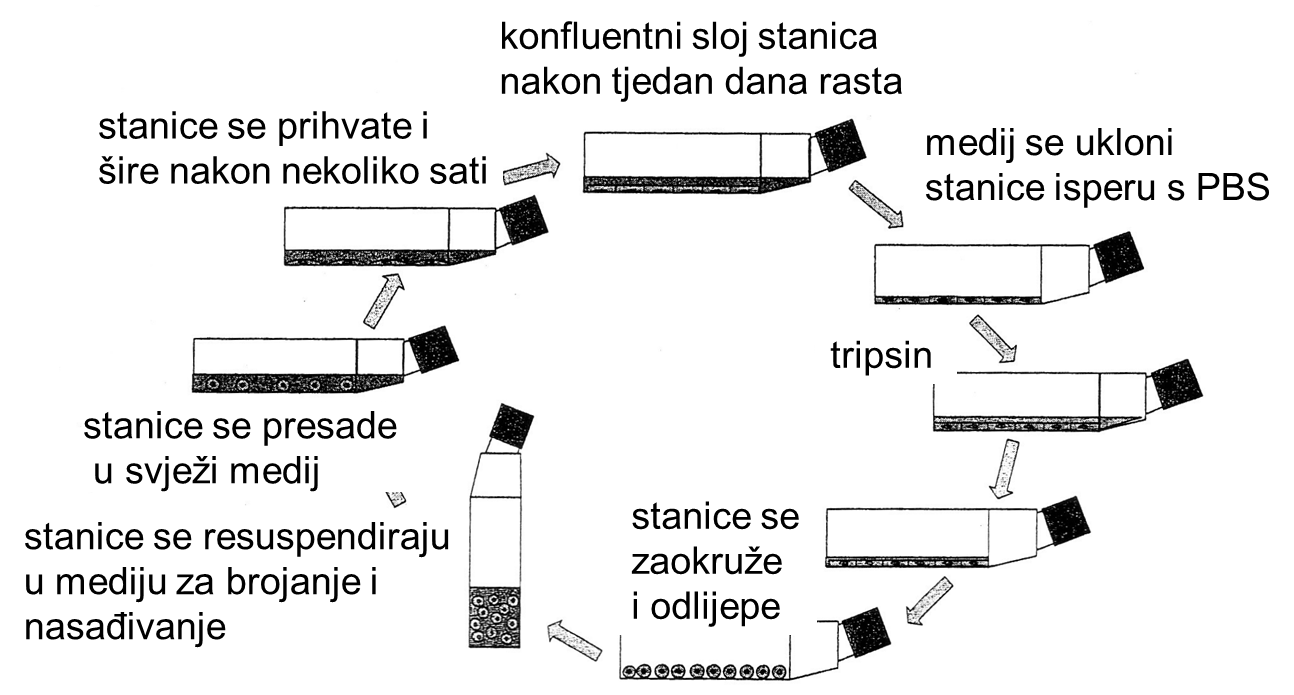 konfluentni sloj stanica
nakon tjedan dana rasta
medij se ukloni
stanice isperu s PBS
tripsin
stanice se
zaokruže
i odlijepe
stanice se resuspendiraju
u mediju za brojanje i
nasađivanje
stanice se presade
u svježi medij
stanice se prihvate i
šire nakon nekoliko sati